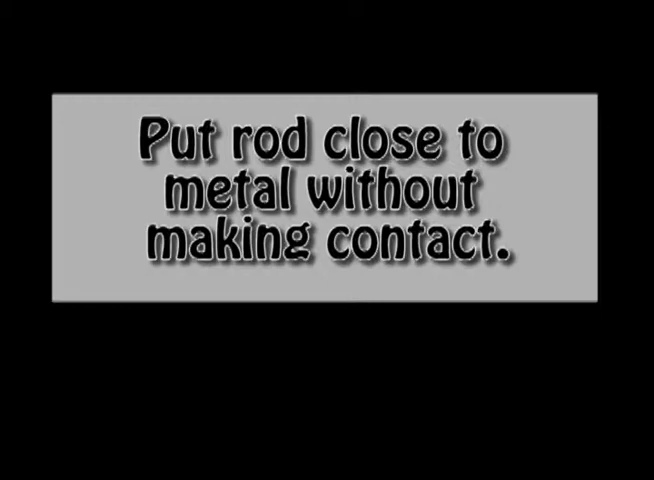 Put rod close to
metal without
making contact.